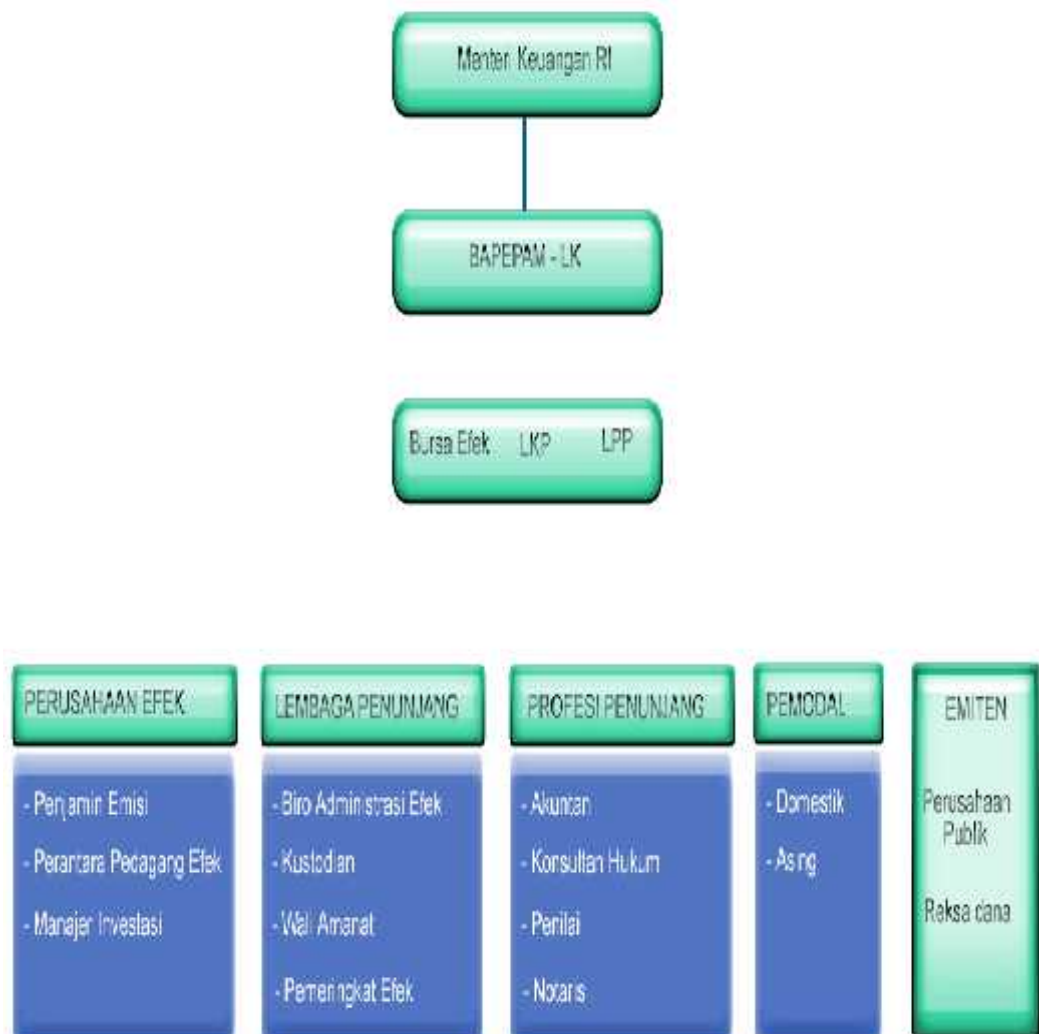 Menteri Keuangan RI
BAPEPAM - LK
Bursa Efek LKP LPP
PERUSAHAAN EFEK
- Penjamin Emisi
- Perantara Pedagang Efek
- Manajer Investasi
LEMBAGA PENUNJANG
- Biro Administrasi Efek
- Kustodian
- Wali Amanat
- Pemeringkat Efek
PROFESI PENUNJANG
- Akuntan
- Konsultan Hukum
- Penilai
- Notaris
PEMODAL
- Domestik
- Asing
EMITEN
Perusahaan
Publik
Reksa dana